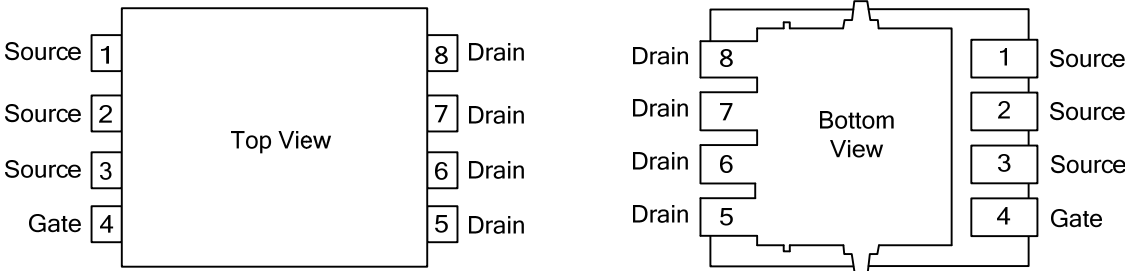 Source 1
Source 2
Source 3
Gate 4
Top View
8 Drain
7 Drain
6 Drain
5 Drain
Drain 8
Drain 7
Drain 6
Drain 5
Bottom
View
1 Source
2 Source
3 Source
4 Gate